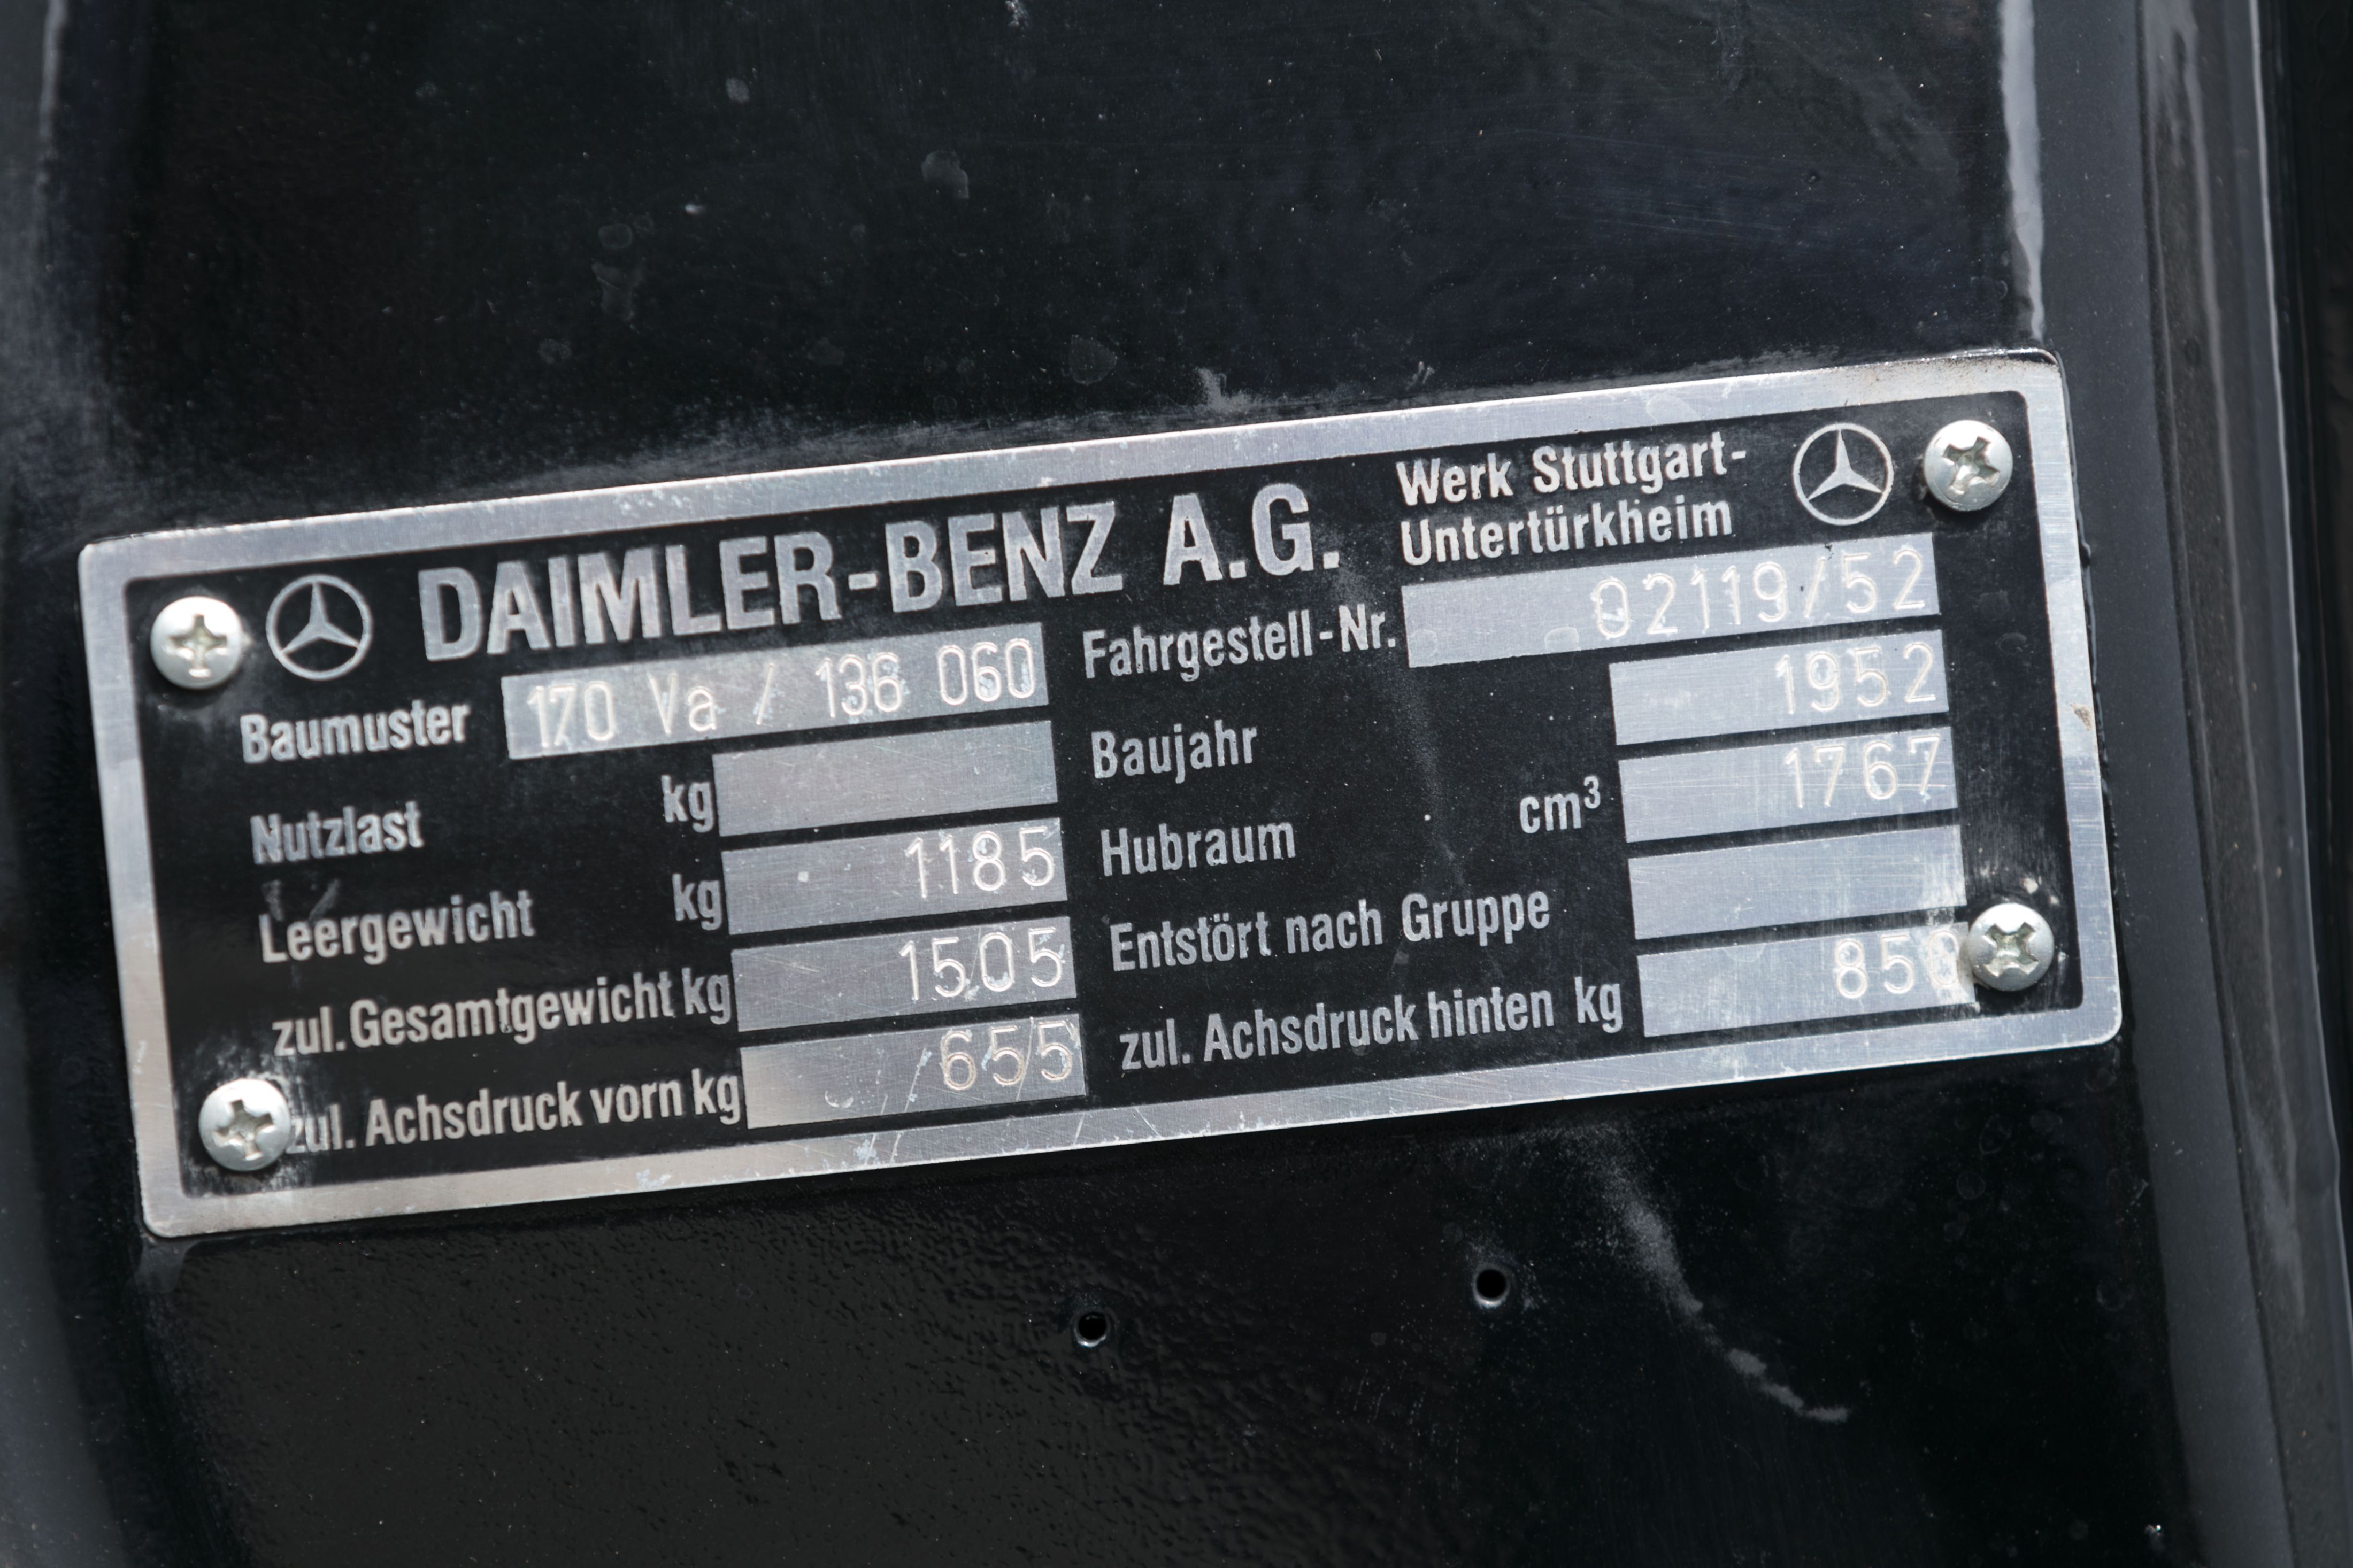 DAIMLER-BENZ A.G.
Werk Stuttgart-
Untertürkheim
Baumuster 170 Va / 136 060
Nutzlast kg
Leergewicht kg 1185
zul. Gesamtgewicht kg 1505
zul. Achsdruck vorn kg 655
Fahrgestell-Nr. 02119/52
Baujahr 1952
Hubraum cm³ 1767
Entstört nach Gruppe
zul. Achsdruck hinten kg 850